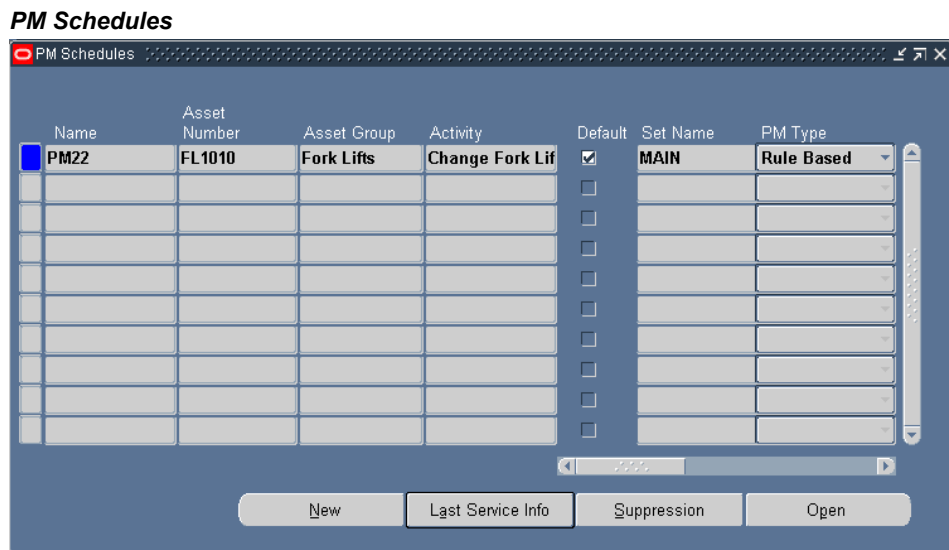 PM Schedules
PM Schedules
Asset
Name Number Asset Group Activity Default Set Name PM Type
PM22 FL1010 Fork Lifts Change Fork Lif MAIN Rule Based
New Last Service Info Suppression Open